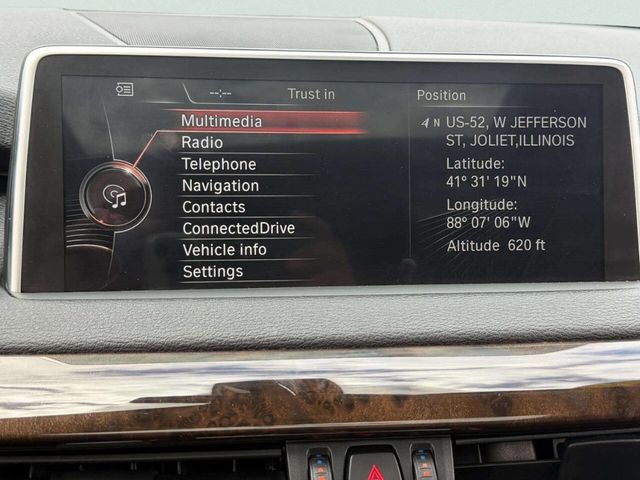 --:-- Trust in Position
Multimedia
Radio
Telephone
Navigation
Contacts
ConnectedDrive
Vehicle info
Settings
N US-52, W JEFFERSON
ST, JOLIET,ILLINOIS
Latitude:
41° 31' 19"N
Longitude:
88° 07' 06"W
Altitude 620 ft